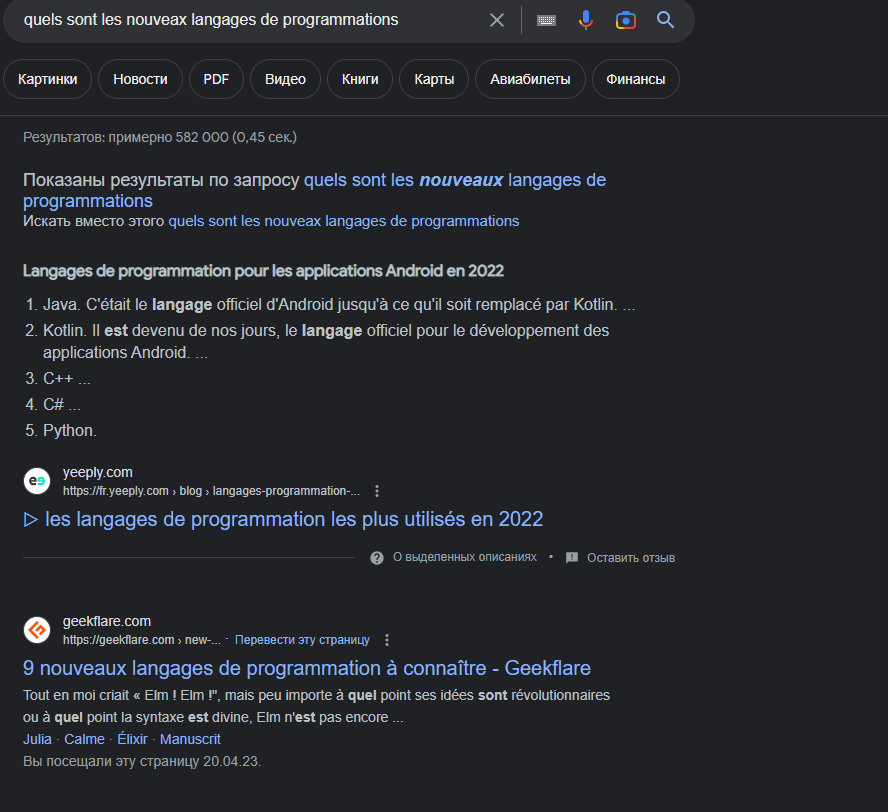 quels sont les nouveax langages de programmations
Картинки Новости PDF Видео Книги Карты Авиабилеты Финансы
Результатов: примерно 582 000 (0,45 сек.)
Показаны результаты по запросу quels sont les nouveaux langages de
programmations
Искать вместо этого quels sont les nouveax langages de programmations
Langages de programmation pour les applications Android en 2022
1. Java. C'était le langage officiel d'Android jusqu'à ce qu'il soit remplacé par Kotlin. ...
2. Kotlin. Il est devenu de nos jours, le langage officiel pour le développement des
applications Android. ...
3. C++ ...
4. C# ...
5. Python.
yeeply.com
https://fr.yeeply.com › blog › langages-programmation-...
▷ les langages de programmation les plus utilisés en 2022
О выделенных описаниях • Оставить отзыв
geekflare.com
https://geekflare.com › new-... · Перевести эту страницу
9 nouveaux langages de programmation à connaître - Geekflare
Tout en moi criait « Elm ! Elm !", mais peu importe à quel point ses idées sont révolutionnaires
ou à quel point la syntaxe est divine, Elm n'est pas encore ...
Julia · Calme · Élixir · Manuscrit
Вы посещали эту страницу 20.04.23.